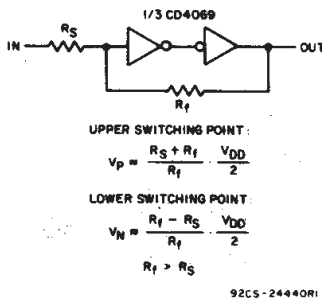 1/3 CD4069
IN
RS
OUT
Rf
UPPER SWITCHING POINT:
VP ≈ RS + Rf / Rf · VDD / 2
LOWER SWITCHING POINT:
VN ≈ Rf - RS / Rf · VDD / 2
Rf > RS
92CS-24440RI